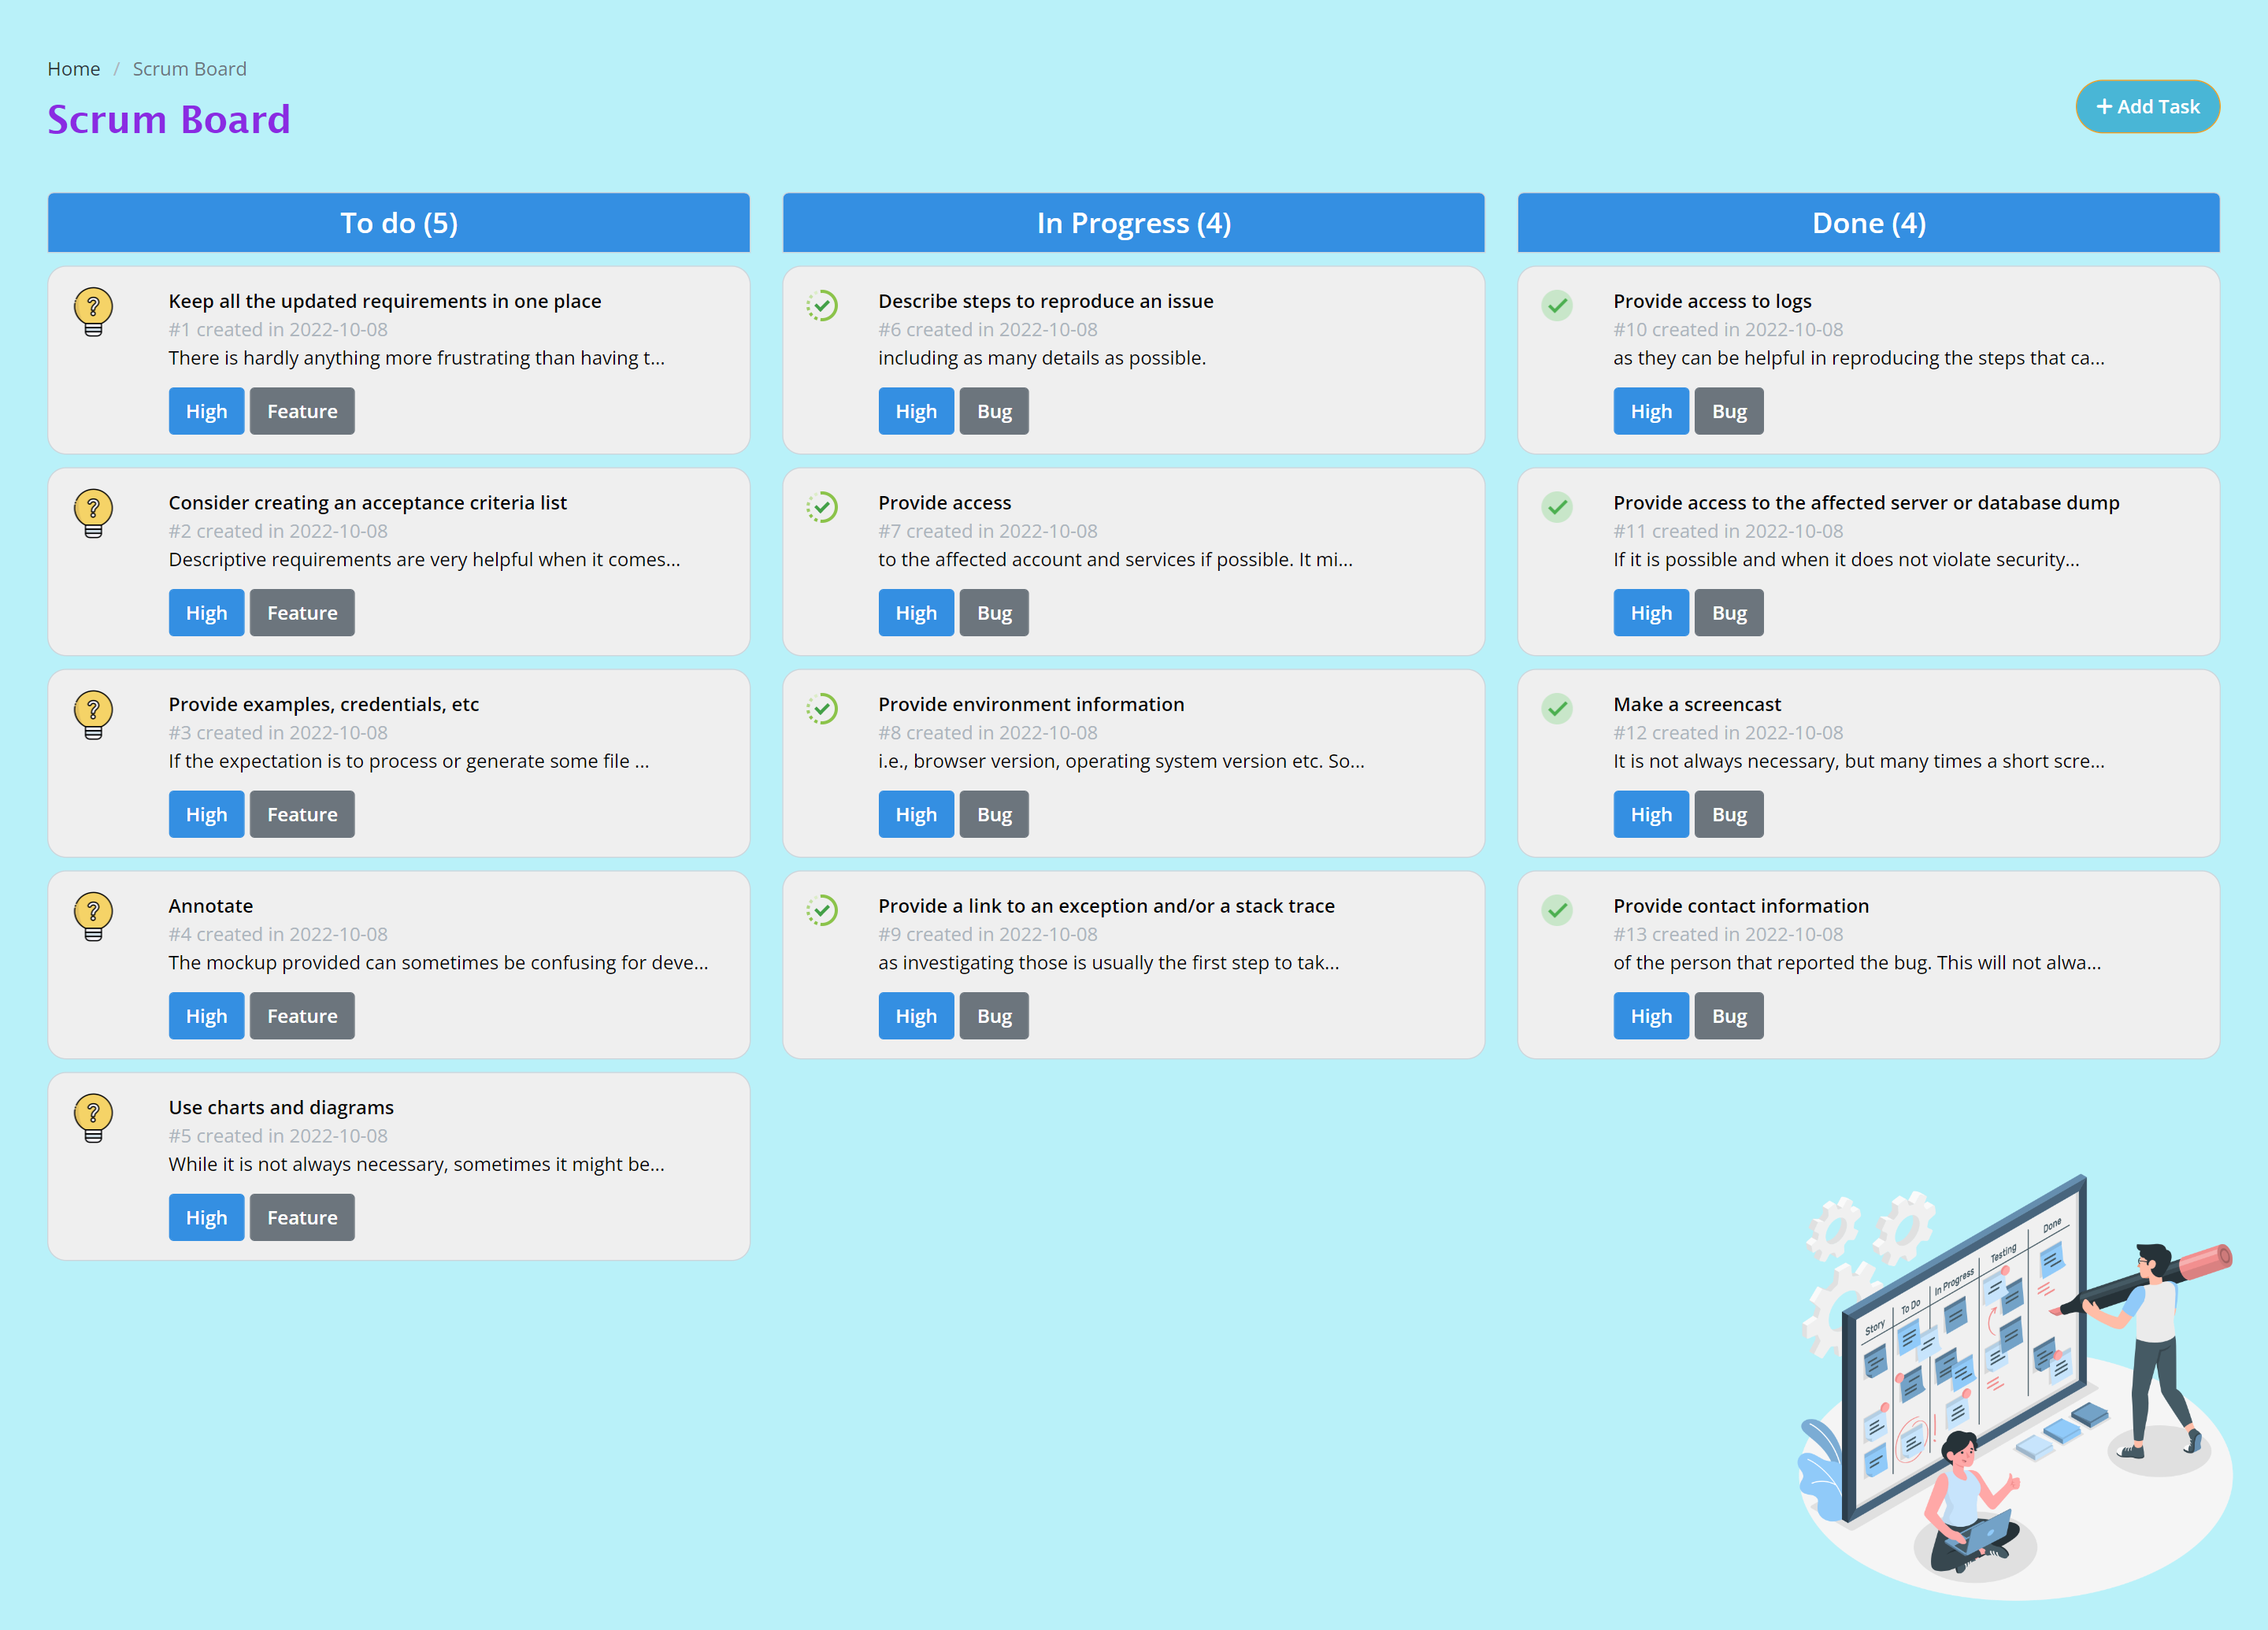 Home / Scrum Board
Scrum Board
+ Add Task
To do (5)
Keep all the updated requirements in one place
#1 created in 2022-10-08
There is hardly anything more frustrating than having t...
High Feature
Consider creating an acceptance criteria list
#2 created in 2022-10-08
Descriptive requirements are very helpful when it comes...
High Feature
Provide examples, credentials, etc
#3 created in 2022-10-08
If the expectation is to process or generate some file ...
High Feature
Annotate
#4 created in 2022-10-08
The mockup provided can sometimes be confusing for deve...
High Feature
Use charts and diagrams
#5 created in 2022-10-08
While it is not always necessary, sometimes it might be...
High Feature
In Progress (4)
Describe steps to reproduce an issue
#6 created in 2022-10-08
including as many details as possible.
High Bug
Provide access
#7 created in 2022-10-08
to the affected account and services if possible. It mi...
High Bug
Provide environment information
#8 created in 2022-10-08
i.e., browser version, operating system version etc. So...
High Bug
Provide a link to an exception and/or a stack trace
#9 created in 2022-10-08
as investigating those is usually the first step to tak...
High Bug
Done (4)
Provide access to logs
#10 created in 2022-10-08
as they can be helpful in reproducing the steps that ca...
High Bug
Provide access to the affected server or database dump
#11 created in 2022-10-08
If it is possible and when it does not violate security...
High Bug
Make a screencast
#12 created in 2022-10-08
It is not always necessary, but many times a short scre...
High Bug
Provide contact information
#13 created in 2022-10-08
of the person that reported the bug. This will not alwa...
High Bug
Story To Do In Progress Testing Done